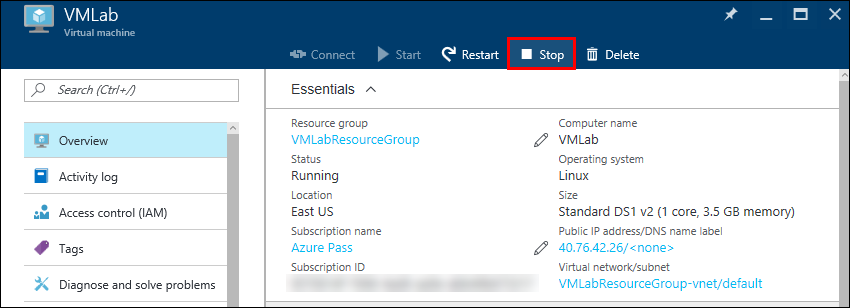 VMLab
Virtual machine
Connect Start Restart Stop Delete
Search (Ctrl+/)
Overview
Activity log
Access control (IAM)
Tags
Diagnose and solve problems
Essentials
Resource group
VMLabResourceGroup
Status
Running
Location
East US
Subscription name
Azure Pass
Subscription ID
Computer name
VMLab
Operating system
Linux
Size
Standard DS1 v2 (1 core, 3.5 GB memory)
Public IP address/DNS name label
40.76.42.26/<none>
Virtual network/subnet
VMLabResourceGroup-vnet/default